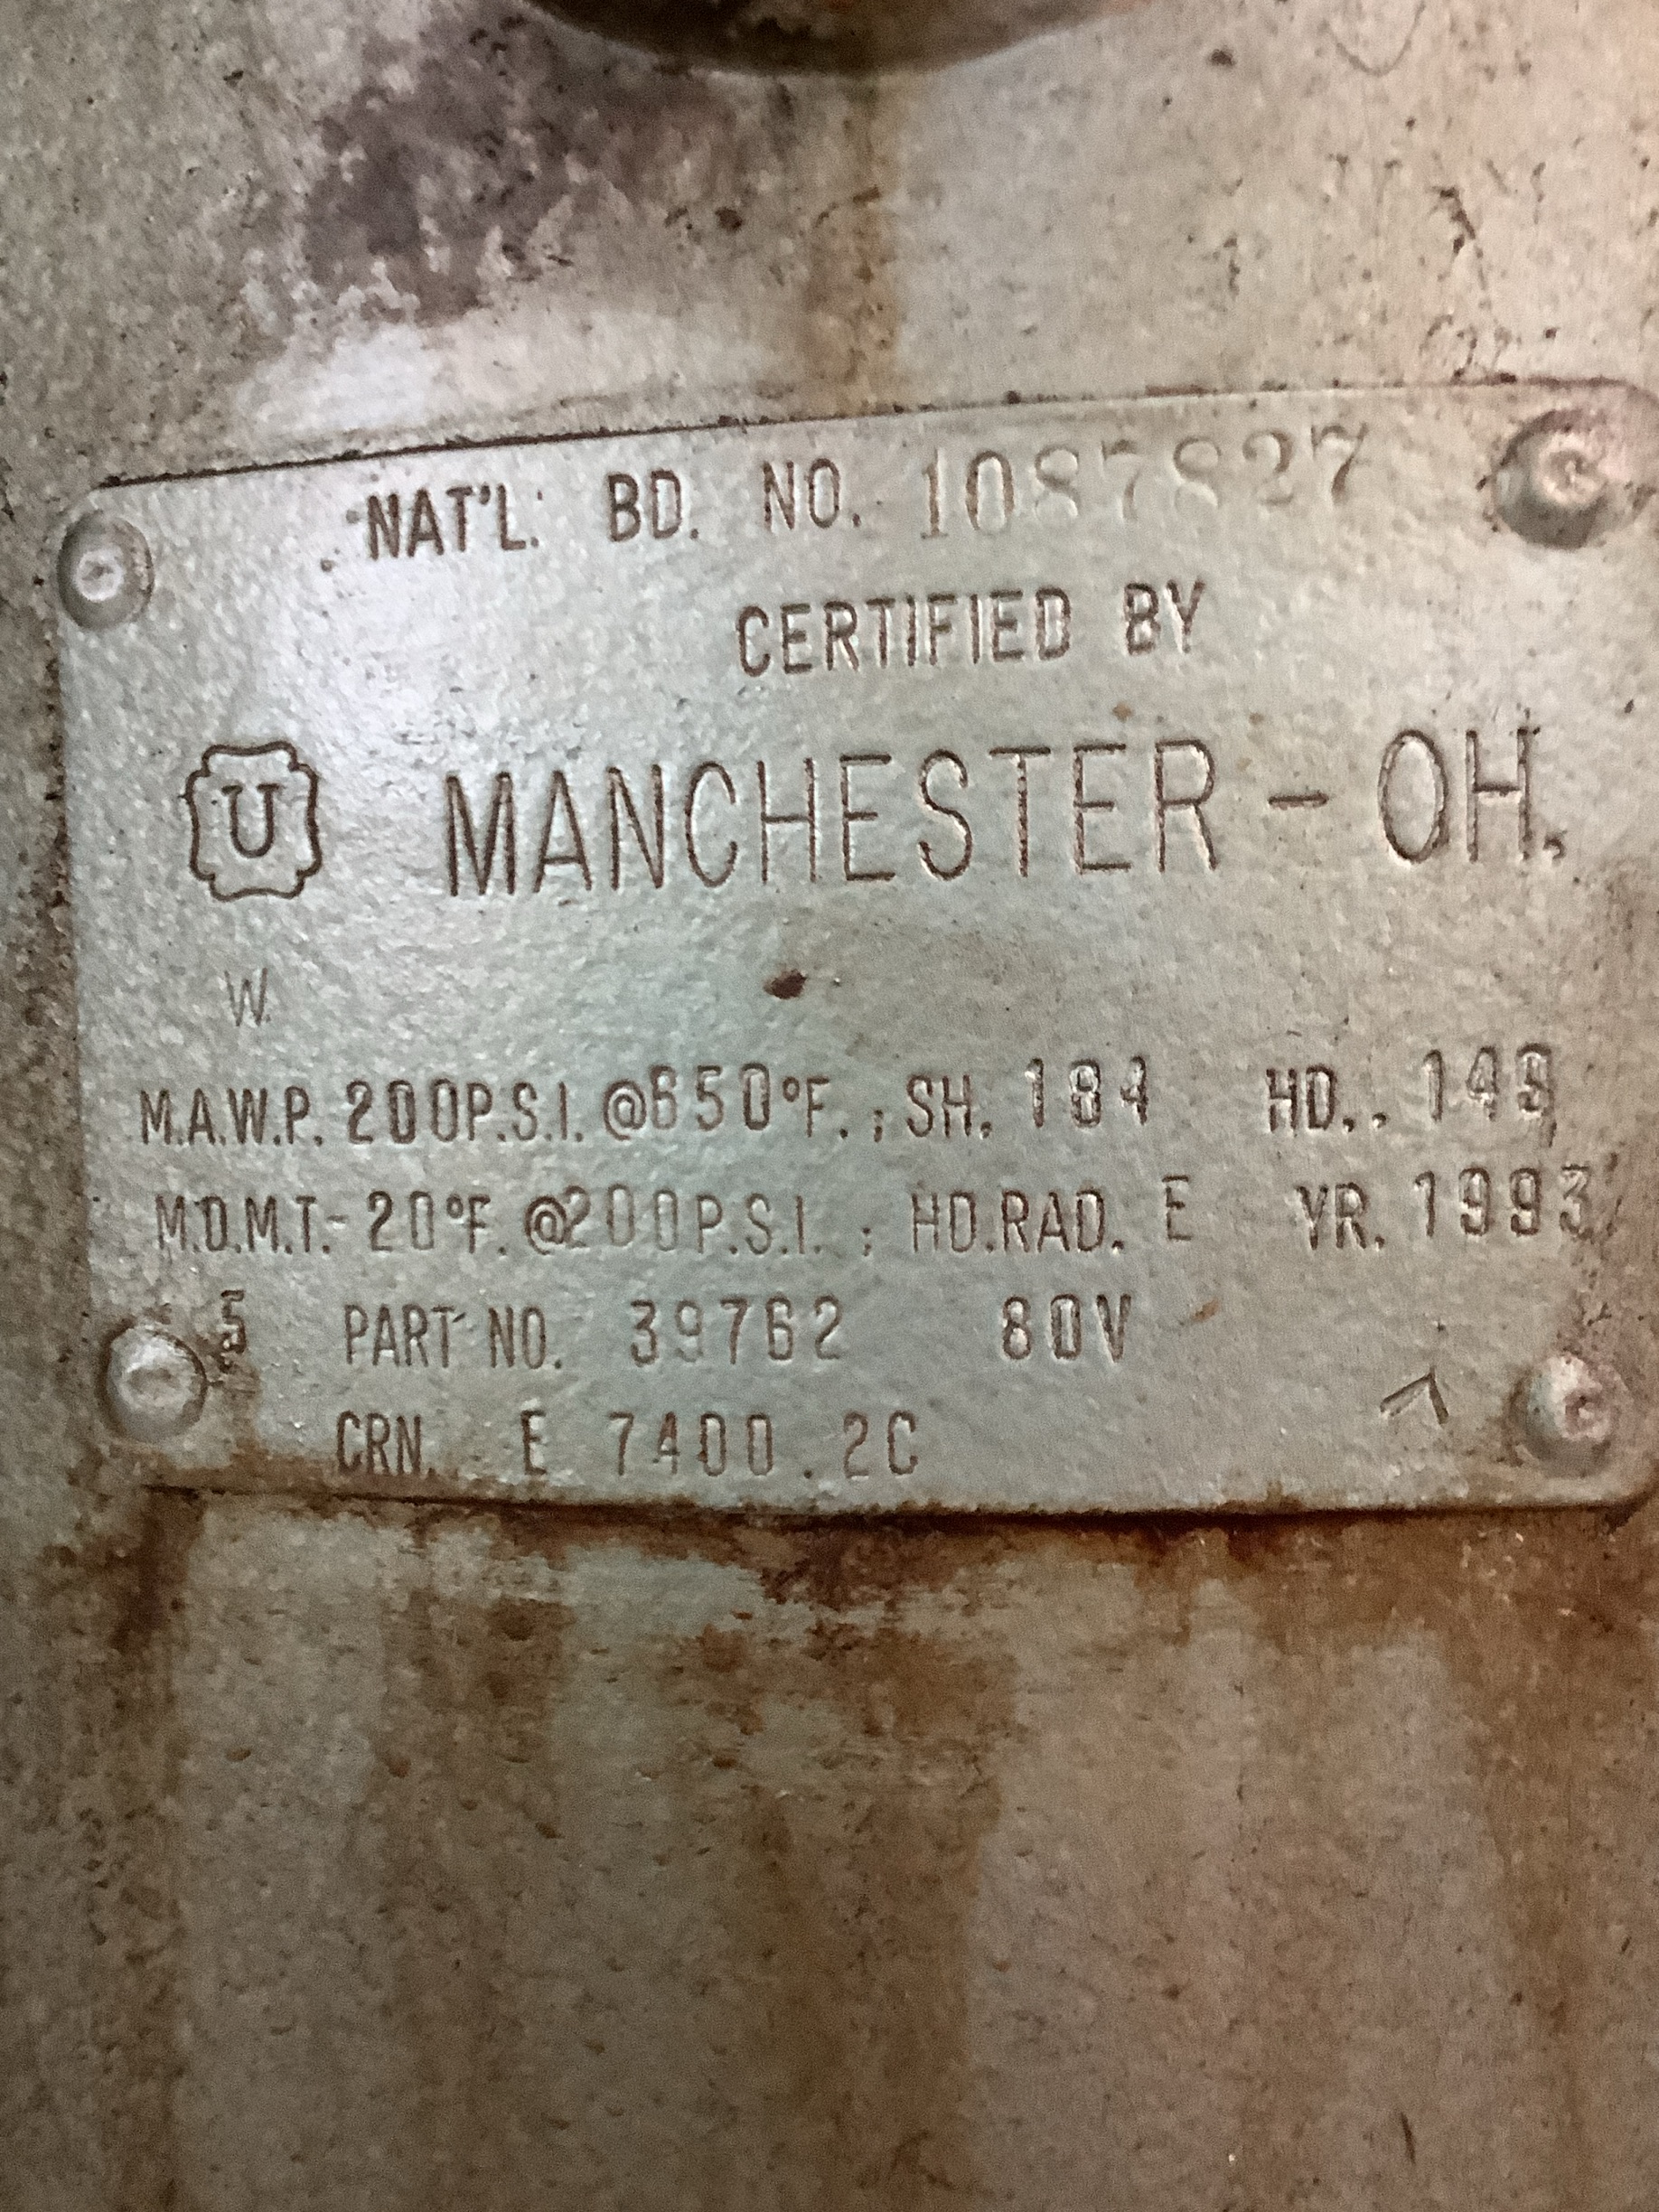 NAT'L. BD. NO. 1087827
CERTIFIED BY
U MANCHESTER - OH.
W
M.A.W.P. 200P.S.I. @650°F. ; SH. .184 HD. .148
M.D.M.T.- 20°F. @200P.S.I. ; HD.RAD. E YR. 1993
5 PART NO. 39762 80V
CRN. E 7400.2C